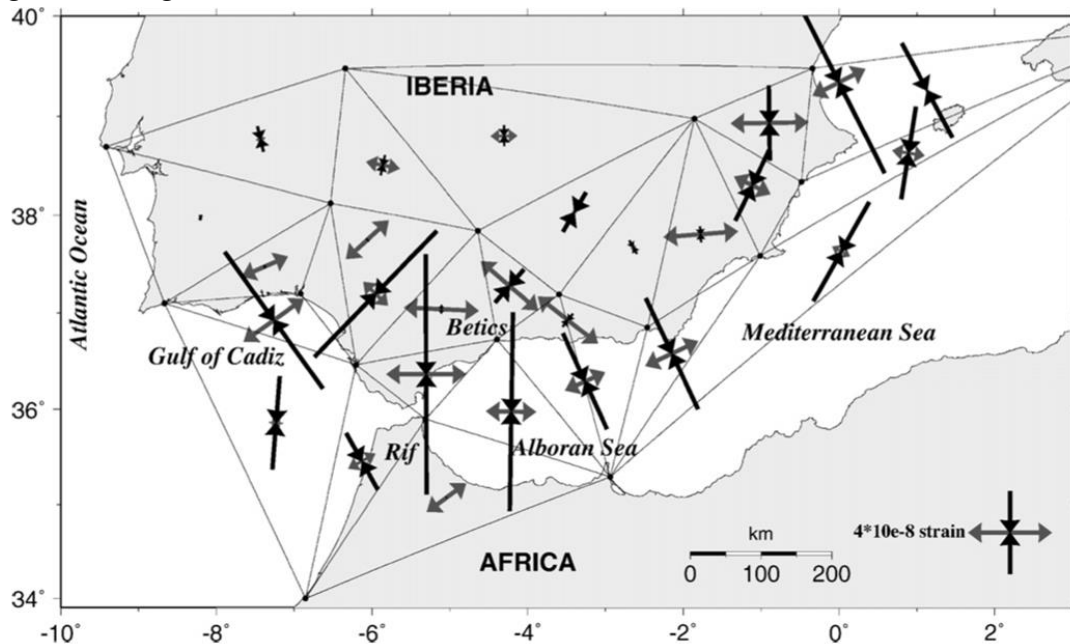 40°
IBERIA
38°
Atlantic Ocean
Betics
Mediterranean Sea
Gulf of Cadiz
36°
Rif
Alboran Sea
km
4*10e-8 strain
AFRICA
0 100 200
34°
-10° -8° -6° -4° -2° 0° 2°